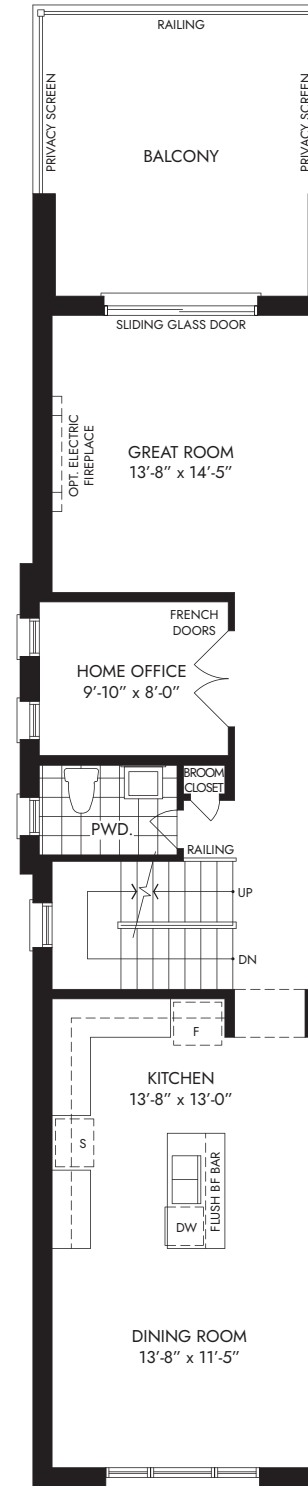 RAILING
PRIVACY SCREEN
PRIVACY SCREEN
BALCONY
SLIDING GLASS DOOR
OPT. ELECTRIC
FIREPLACE
GREAT ROOM
13'-8" x 14'-5"
FRENCH
DOORS
HOME OFFICE
9'-10" x 8'-0"
BROOM
CLOSET
PWD.
RAILING
UP
DN
F
KITCHEN
13'-8" x 13'-0"
S
FLUSH BF BAR
DW
DINING ROOM
13'-8" x 11'-5"